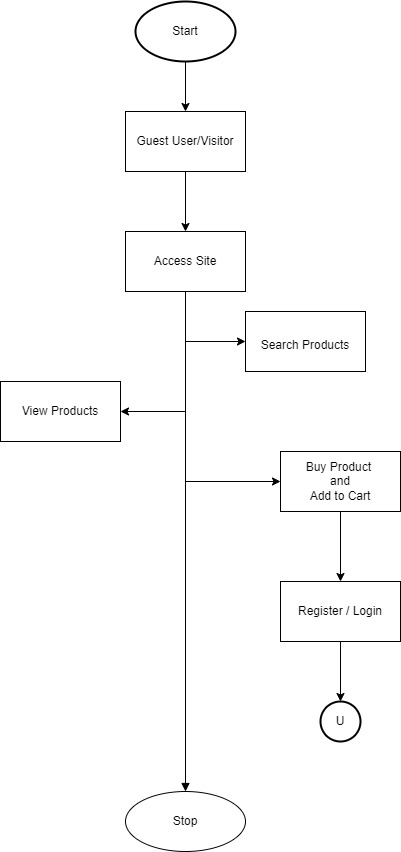 Start
Guest User/Visitor
Access Site
Search Products
View Products
Buy Product
and
Add to Cart
Register / Login
U
Stop